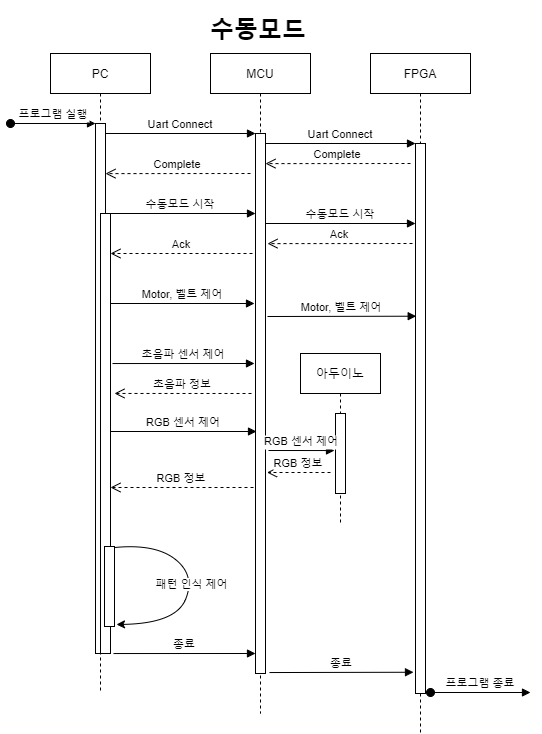 수동모드
PC
MCU
FPGA
프로그램 실행
Uart Connect
Uart Connect
Complete
Complete
수동모드 시작
수동모드 시작
Ack
Ack
Motor, 벨트 제어
Motor, 벨트 제어
초음파 센서 제어
아두이노
초음파 정보
RGB 센서 제어
RGB 센서 제어
RGB 정보
RGB 정보
패턴 인식 제어
종료
종료
프로그램 종료